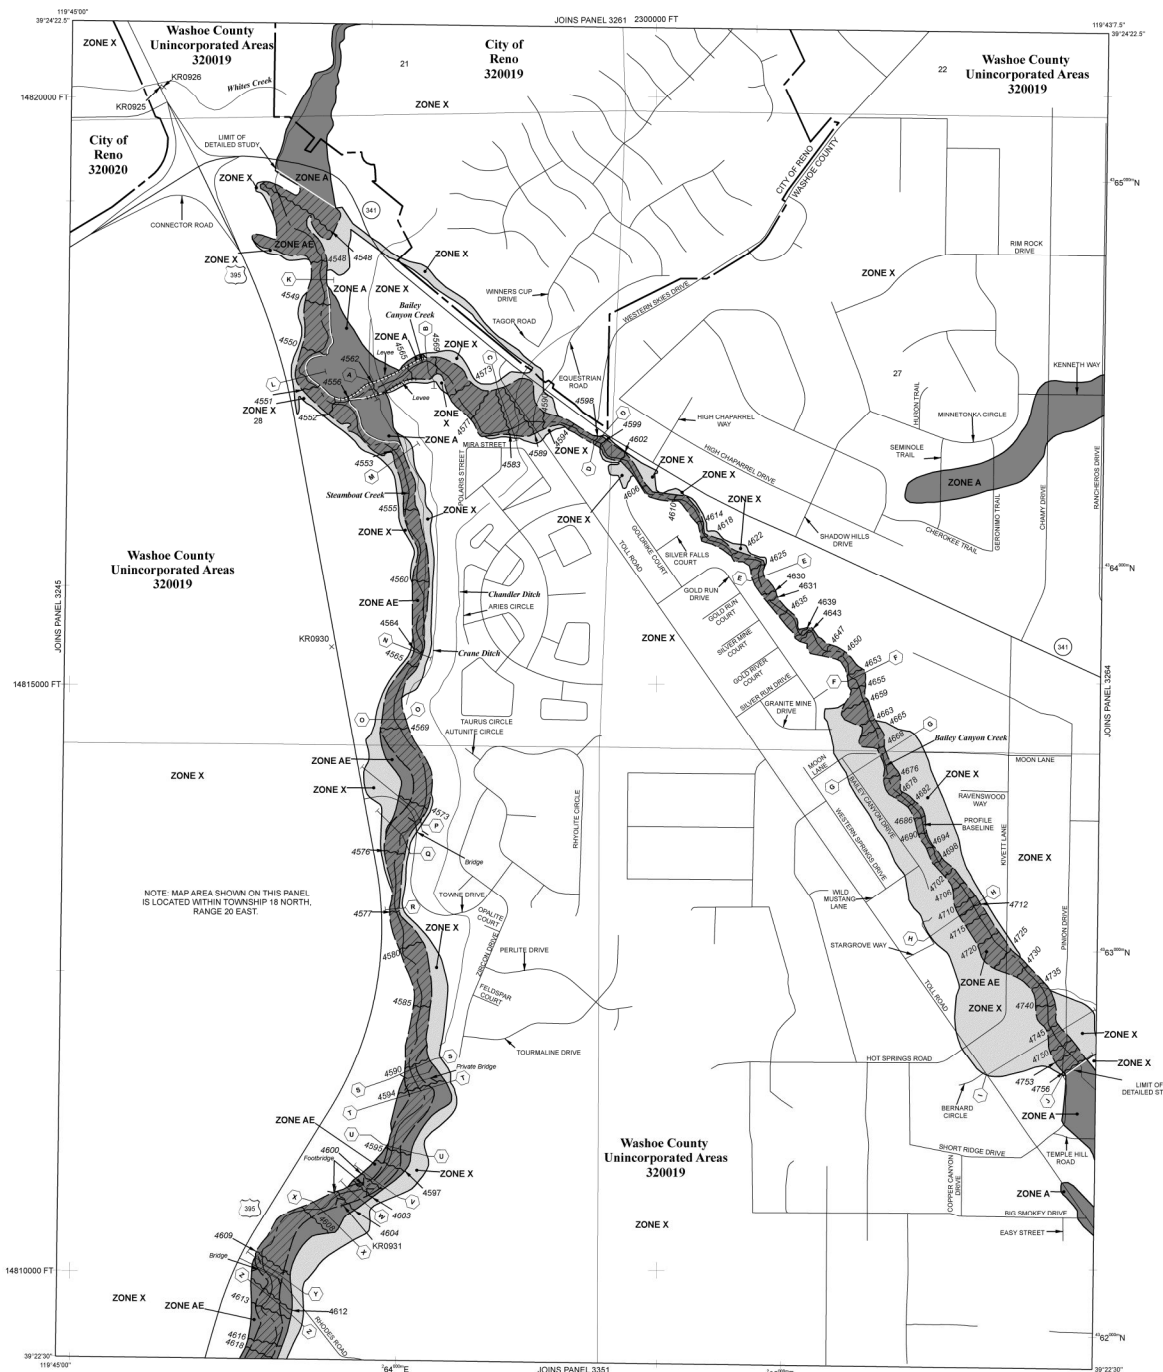 119°45'00"
39°24'22.5"
JOINS PANEL 3261
2300000 FT
119°43'7.5"
39°24'22.5"
ZONE X
Washoe County
Unincorporated Areas
320019
City of
Reno
320019
Washoe County
Unincorporated Areas
320019
21
22
KR0926
Whites Creek
14820000 FT
KR0925
ZONE X
City of
Reno
320020
LIMIT OF
DETAILED STUDY
CITY OF RENO
WASHOE COUNTY
ZONE X
ZONE A
341
CONNECTOR ROAD
ZONE AE
ZONE X
395
4548
4548
ZONE X
RIM ROCK
DRIVE
ZONE X
K
ZONE A
ZONE X
4549
WINNERS CUP
DRIVE
WESTERN SKIES DRIVE
Bailey
Canyon Creek
TAGOR ROAD
4550
ZONE A
B
4569
ZONE X
C
4562
Levee
4565
KENNETH WAY
L
A
4573
EQUESTRIAN
ROAD
27
4556
Levee
4590
4598
HURON TRAIL
4551
4552
ZONE X
28
ZONE
X
4577
4594
D
4599
4602
HIGH CHAPARREL
WAY
MINNETONKA CIRCLE
ZONE A
MIRA STREET
4583
4589
ZONE X
D
HIGH CHAPARREL DRIVE
SEMINOLE
TRAIL
4553
M
POLARIS STREET
4606
ZONE X
ZONE X
ZONE A
RANCHEROS DRIVE
Steamboat Creek
4555
ZONE X
ZONE X
4610
ZONE X
4614
4618
GERONIMO TRAIL
CHAMY DRIVE
CHEROKEE TRAIL
ZONE X
4622
SHADOW HILLS
DRIVE
GOLDRIKE COURT
TOLL ROAD
SILVER FALLS
COURT
4625
E
E
Washoe County
Unincorporated Areas
320019
4560
GOLD RUN
DRIVE
4630
4631
JOINS PANEL 3245
ZONE AE
Chandler Ditch
ARIES CIRCLE
GOLD RUN
COURT
4635
4639
4643
4564
KR0930
N
4565
Crane Ditch
ZONE X
SILVER MINE
COURT
4647
4650
341
GOLD RIVER
COURT
4653
F
F
4655
14815000 FT
SILVER RUN DRIVE
4659
JOINS PANEL 3264
O
O
4569
TAURUS CIRCLE
AUTUNITE CIRCLE
GRANITE MINE
DRIVE
4663
4665
G
4668
Bailey Canyon Creek
ZONE AE
ZONE X
MOON
LANE
MOON LANE
ZONE X
4676
ZONE X
G
BAILEY CANYON DRIVE
4678
4682
RAVENSWOOD
WAY
4573
P
RHYOLITE CIRCLE
WESTERN SPRINGS DRIVE
4686
PROFILE
BASELINE
4576
Q
4690
4694
KIVETT LANE
4698
ZONE X
Bridge
NOTE: MAP AREA SHOWN ON THIS PANEL
IS LOCATED WITHIN TOWNSHIP 18 NORTH,
RANGE 20 EAST.
TOWNE DRIVE
4702
4706
H
WILD
MUSTANG
LANE
4577
R
OPALITE
COURT
4710
4712
ZONE X
H
4715
4725
PINION DRIVE
STARGROVE WAY
4720
4730
4580
ZIRCON DRIVE
PERLITE DRIVE
4735
ZONE AE
FELDSPAR
COURT
TOLL ROAD
4585
ZONE X
4740
TOURMALINE DRIVE
4745
ZONE X
S
HOT SPRINGS ROAD
4750
ZONE X
4590
Private Bridge
S
T
4753
4756
4594
T
I
J
LIMIT OF
DETAILED ST
BERNARD
CIRCLE
ZONE A
ZONE AE
U
4595
U
Washoe County
Unincorporated Areas
320019
SHORT RIDGE DRIVE
4600
Footbridge
ZONE X
TEMPLE HILL
ROAD
4597
COPPER CANYON
DRIVE
ZONE A
X
V
4603
W
395
4608
4604
ZONE X
BIG SMOKEY DRIVE
KR0931
X
EASY STREET
4609
Bridge
14810000 FT
Z
Y
ZONE X
4613
4612
ZONE AE
Z
RHODES ROAD
4616
4618
39°22'30"
119°45'00"
JOINS PANEL 3351
39°22'30"
119°43'7.5"